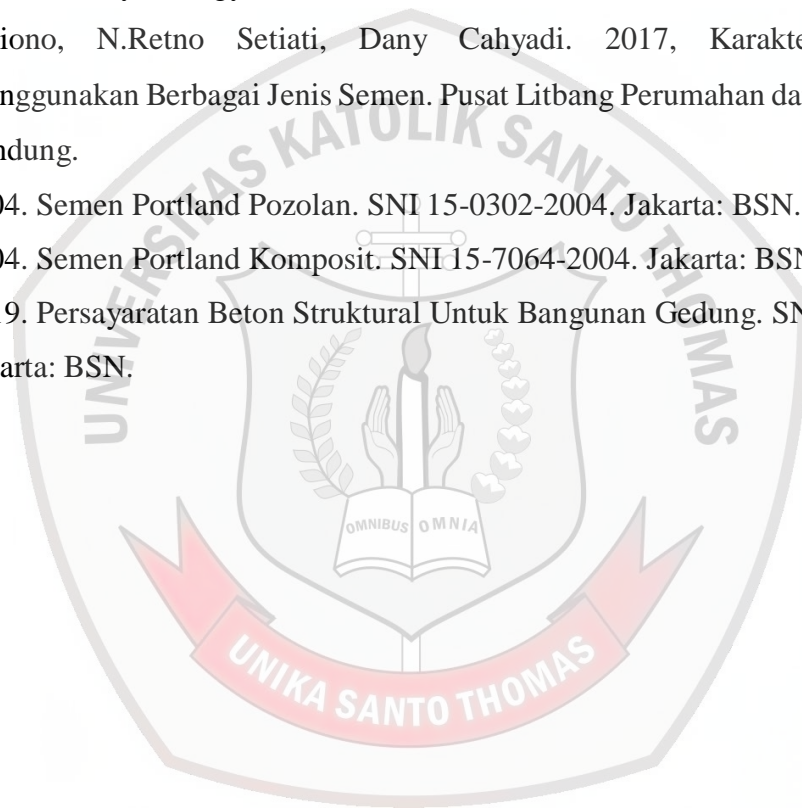 iono, N.Retno Setiati, Dany Cahyadi. 2017, Karakte
nggunakan Berbagai Jenis Semen. Pusat Litbang Perumahan da
ndung.
04. Semen Portland Pozolan. SNI 15-0302-2004. Jakarta: BSN.
04. Semen Portland Komposit. SNI 15-7064-2004. Jakarta: BSN
19. Persayaratan Beton Struktural Untuk Bangunan Gedung. SN
arta: BSN.
UNIVERSITAS KATOLIK SANTO THOMAS
OMNIBUS OMNIA
UNIKA SANTO THOMAS